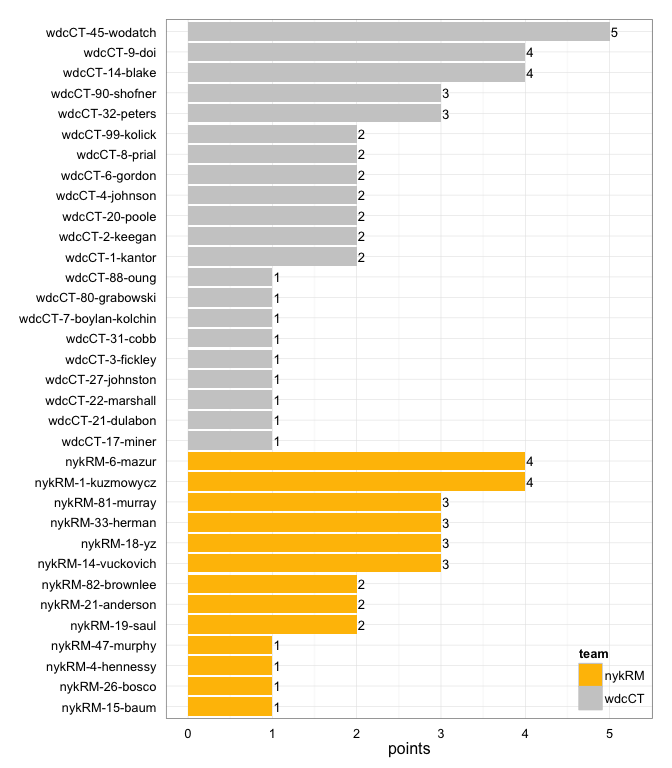 wdcCT-45-wodatch 5
wdcCT-9-doi 4
wdcCT-14-blake 4
wdcCT-90-shofner 3
wdcCT-32-peters 3
wdcCT-99-kolick 2
wdcCT-8-prial 2
wdcCT-6-gordon 2
wdcCT-4-johnson 2
wdcCT-20-poole 2
wdcCT-2-keegan 2
wdcCT-1-kantor 2
wdcCT-88-oung 1
wdcCT-80-grabowski 1
wdcCT-7-boylan-kolchin 1
wdcCT-31-cobb 1
wdcCT-3-fickley 1
wdcCT-27-johnston 1
wdcCT-22-marshall 1
wdcCT-21-dulabon 1
wdcCT-17-miner 1
nykRM-6-mazur 4
nykRM-1-kuzmowycz 4
nykRM-81-murray 3
nykRM-33-herman 3
nykRM-18-yz 3
nykRM-14-vuckovich 3
nykRM-82-brownlee 2
nykRM-21-anderson 2
nykRM-19-saul 2
nykRM-47-murphy 1
nykRM-4-hennessy 1
nykRM-26-bosco 1
nykRM-15-baum 1
team
nykRM
wdcCT
0 1 2 3 4 5
points